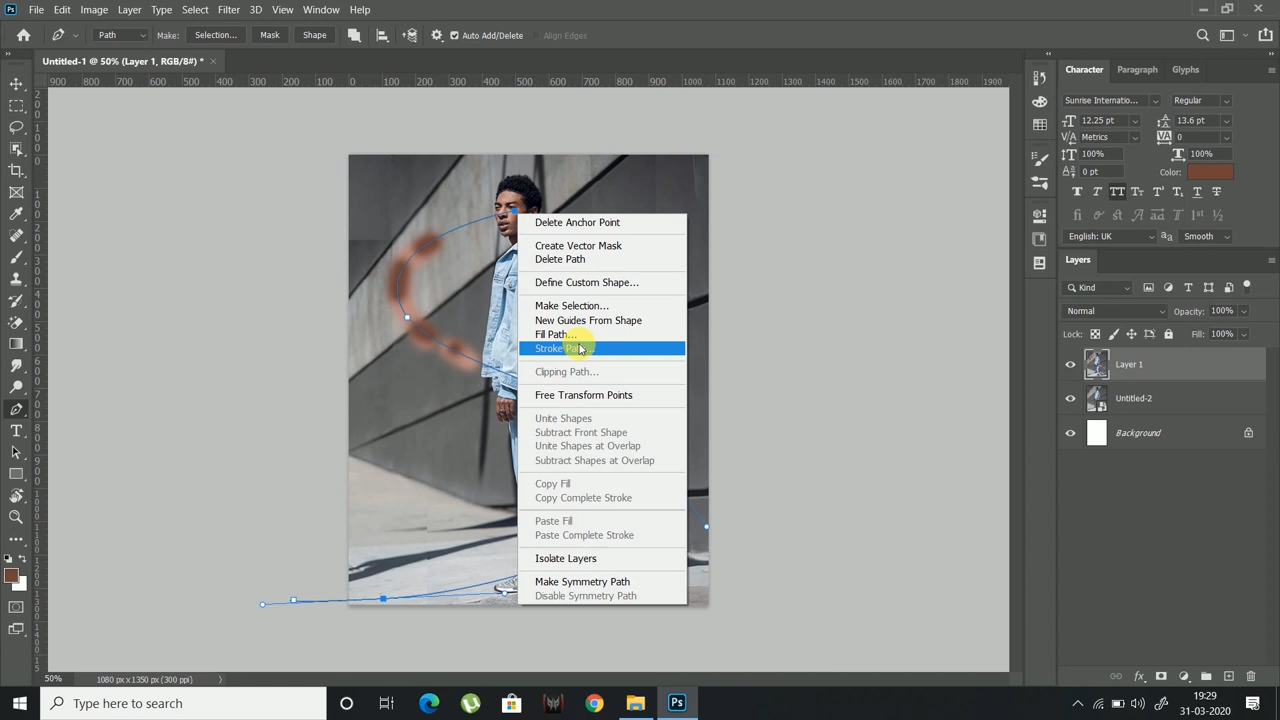 File Edit Image Layer Type Select Filter 3D View Window Help
Path Make: Selection... Mask Shape Auto Add/Delete Align Edges
Untitled-1 @ 50% (Layer 1, RGB/8#) *
900 800 700 600 500 400 300 200 100 0 100 200 300 400 500 600 700 800 900 1000 1100 1200 1300 1400 1500 1600 1700 1800 1900
Delete Anchor Point
Create Vector Mask
Delete Path
Define Custom Shape...
Make Selection...
New Guides From Shape
Fill Path...
Stroke
Clipping Path...
Free Transform Points
Unite Shapes
Subtract Front Shape
Unite Shapes at Overlap
Subtract Shapes at Overlap
Copy Fill
Copy Complete Stroke
Paste Fill
Paste Complete Stroke
Isolate Layers
Make Symmetry Path
Disable Symmetry Path
Character Paragraph Glyphs
Sunrise Internatio... Regular
12.25 pt 13.6 pt
Metrics 0
100% 100%
0 pt Color:
English: UK Smooth
Layers
Kind
Normal Opacity: 100%
Lock: Fill: 100%
Layer 1
Untitled-2
Background
50% 1080 px x 1350 px (300 ppi)
Type here to search
19:29
31-03-2020